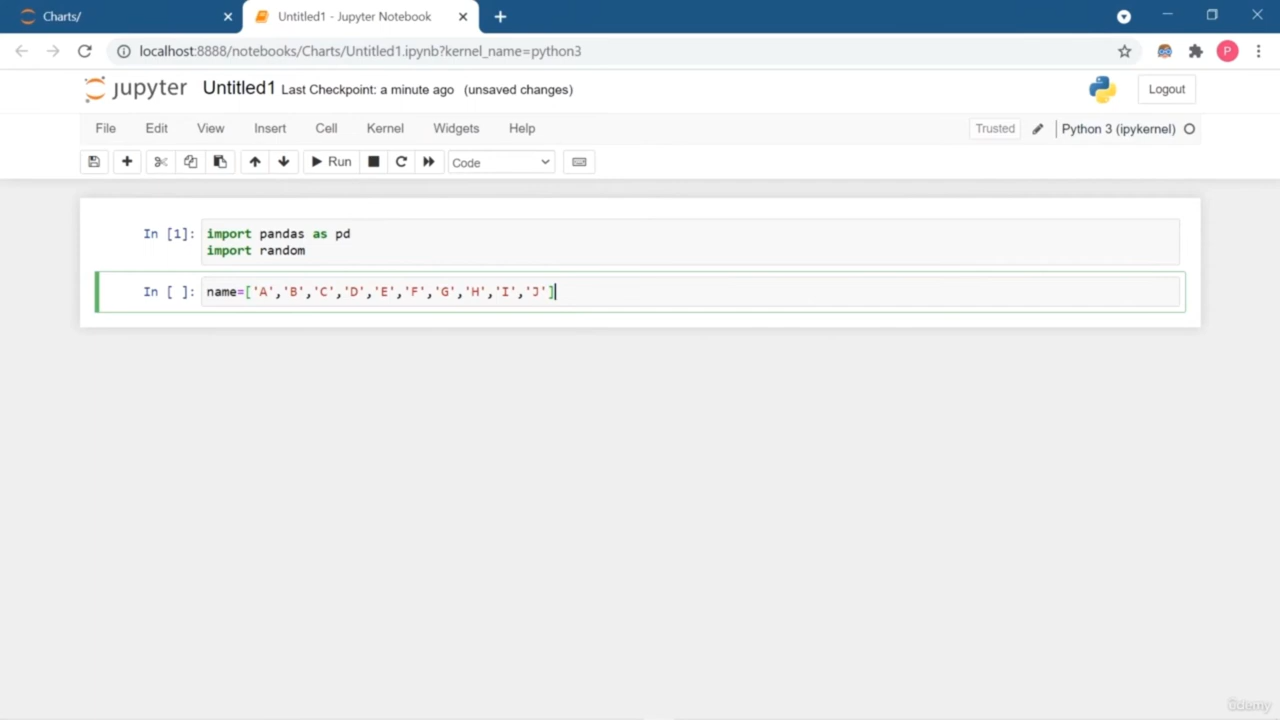 Charts/
Untitled1 - Jupyter Notebook
localhost:8888/notebooks/Charts/Untitled1.ipynb?kernel_name=python3
P
jupyter Untitled1 Last Checkpoint: a minute ago (unsaved changes)
Logout
File Edit View Insert Cell Kernel Widgets Help
Trusted Python 3 (ipykernel)
Run Code
In [1]: import pandas as pd
import random
In [ ]: name=['A','B','C','D','E','F','G','H','I','J']
ûdemy